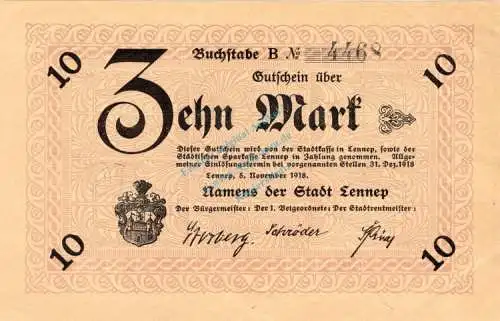 Buchstabe B № 4468
10 Gutschein über 10
Zehn Mark
Dieser Gutschein wird von der Stadtkasse in Lennep, sowie der
Städtischen Sparkasse Lennep in Zahlung genommen. Allge-
meiner Einlösungstermin bei vorgenannten Stellen 31. Dez. 1918
Lennep, 5. November 1918.
Namens der Stadt Lennep
Der Bürgermeister: Der I. Beigeordnete: Der Stadtrentmeister:
Schröder
10 10